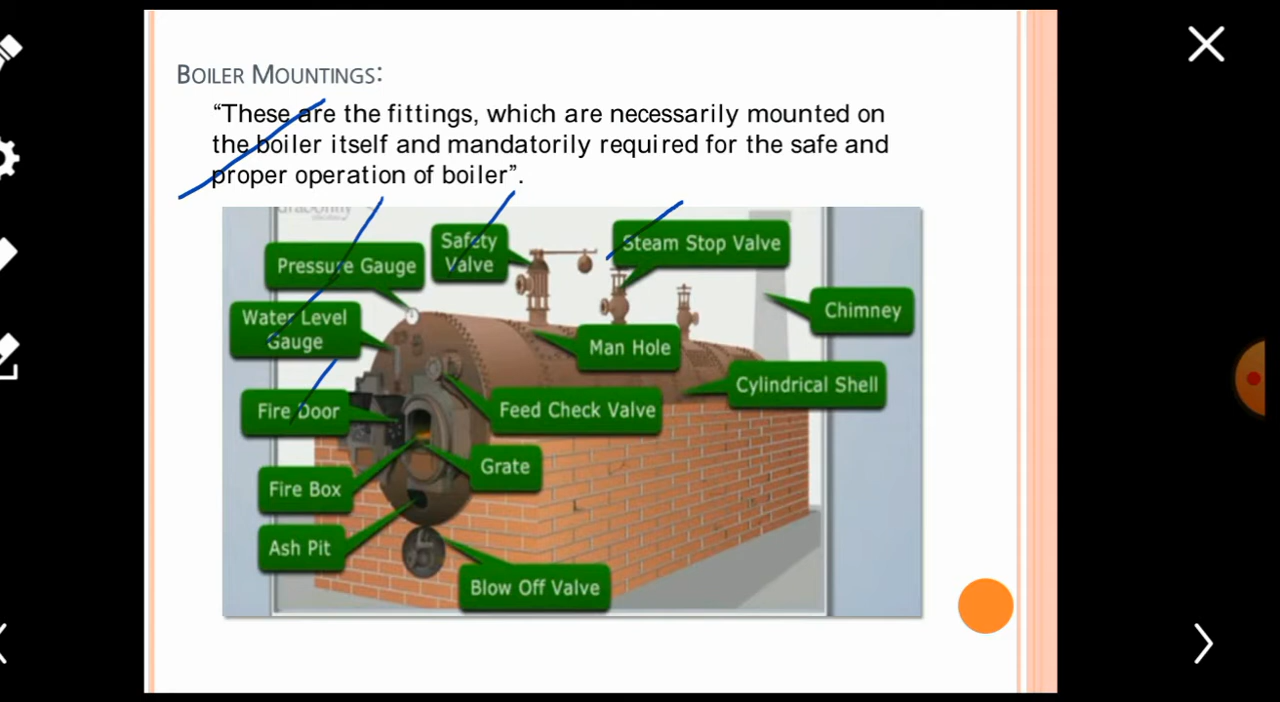 BOILER MOUNTINGS:
“These are the fittings, which are necessarily mounted on
the boiler itself and mandatorily required for the safe and
proper operation of boiler”.
Safety
Valve
Steam Stop Valve
Pressure Gauge
Water Level
Gauge
Chimney
Man Hole
Cylindrical Shell
Fire Door
Feed Check Valve
Grate
Fire Box
Ash Pit
Blow Off Valve